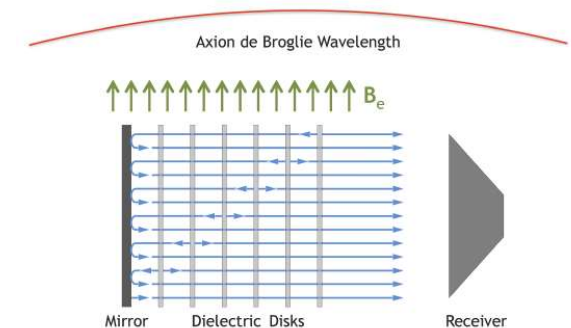 Axion de Broglie Wavelength
Be
Mirror Dielectric Disks Receiver